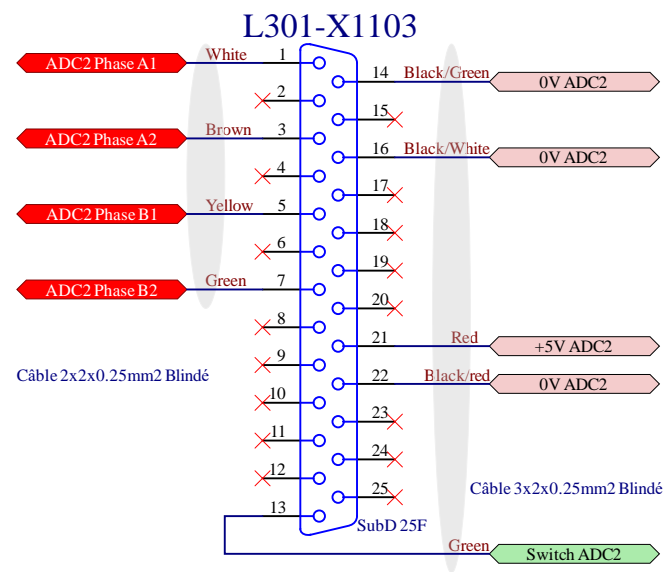 L301-X1103
ADC2 Phase A1 White 1
14 Black/Green 0V ADC2
2
15
ADC2 Phase A2 Brown 3
16 Black/White 0V ADC2
4
17
ADC2 Phase B1 Yellow 5
18
6
19
ADC2 Phase B2 Green 7
20
8
21 Red +5V ADC2
9
Câble 2x2x0.25mm2 Blindé
22 Black/red 0V ADC2
10
23
11
24
12
25
Câble 3x2x0.25mm2 Blindé
13
SubD 25F
Green Switch ADC2